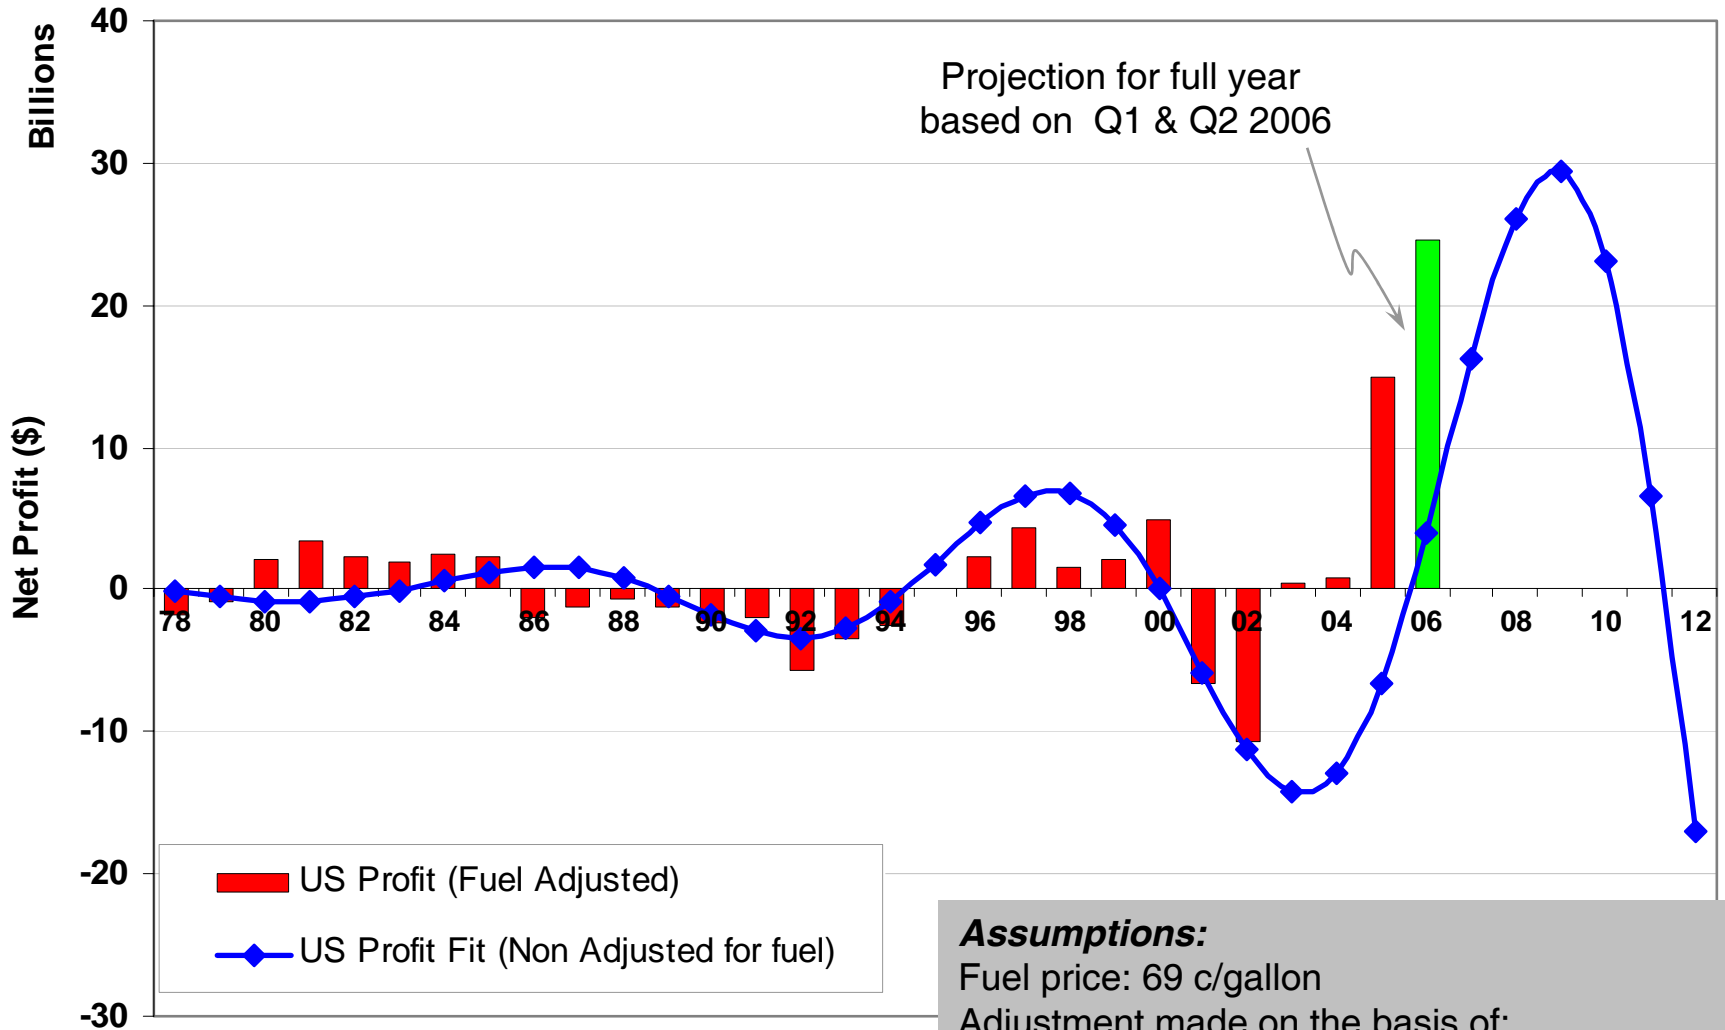 Billions
Net Profit ($)
40
30
20
10
0
-10
-20
-30
Projection for full year
based on Q1 & Q2 2006
78 80 82 84 86 88 90 92 94 96 98 00 02 04 06 08 10 12
US Profit (Fuel Adjusted)
US Profit Fit (Non Adjusted for fuel)
Assumptions:
Fuel price: 69 c/gallon
Adjustment made on the basis of: